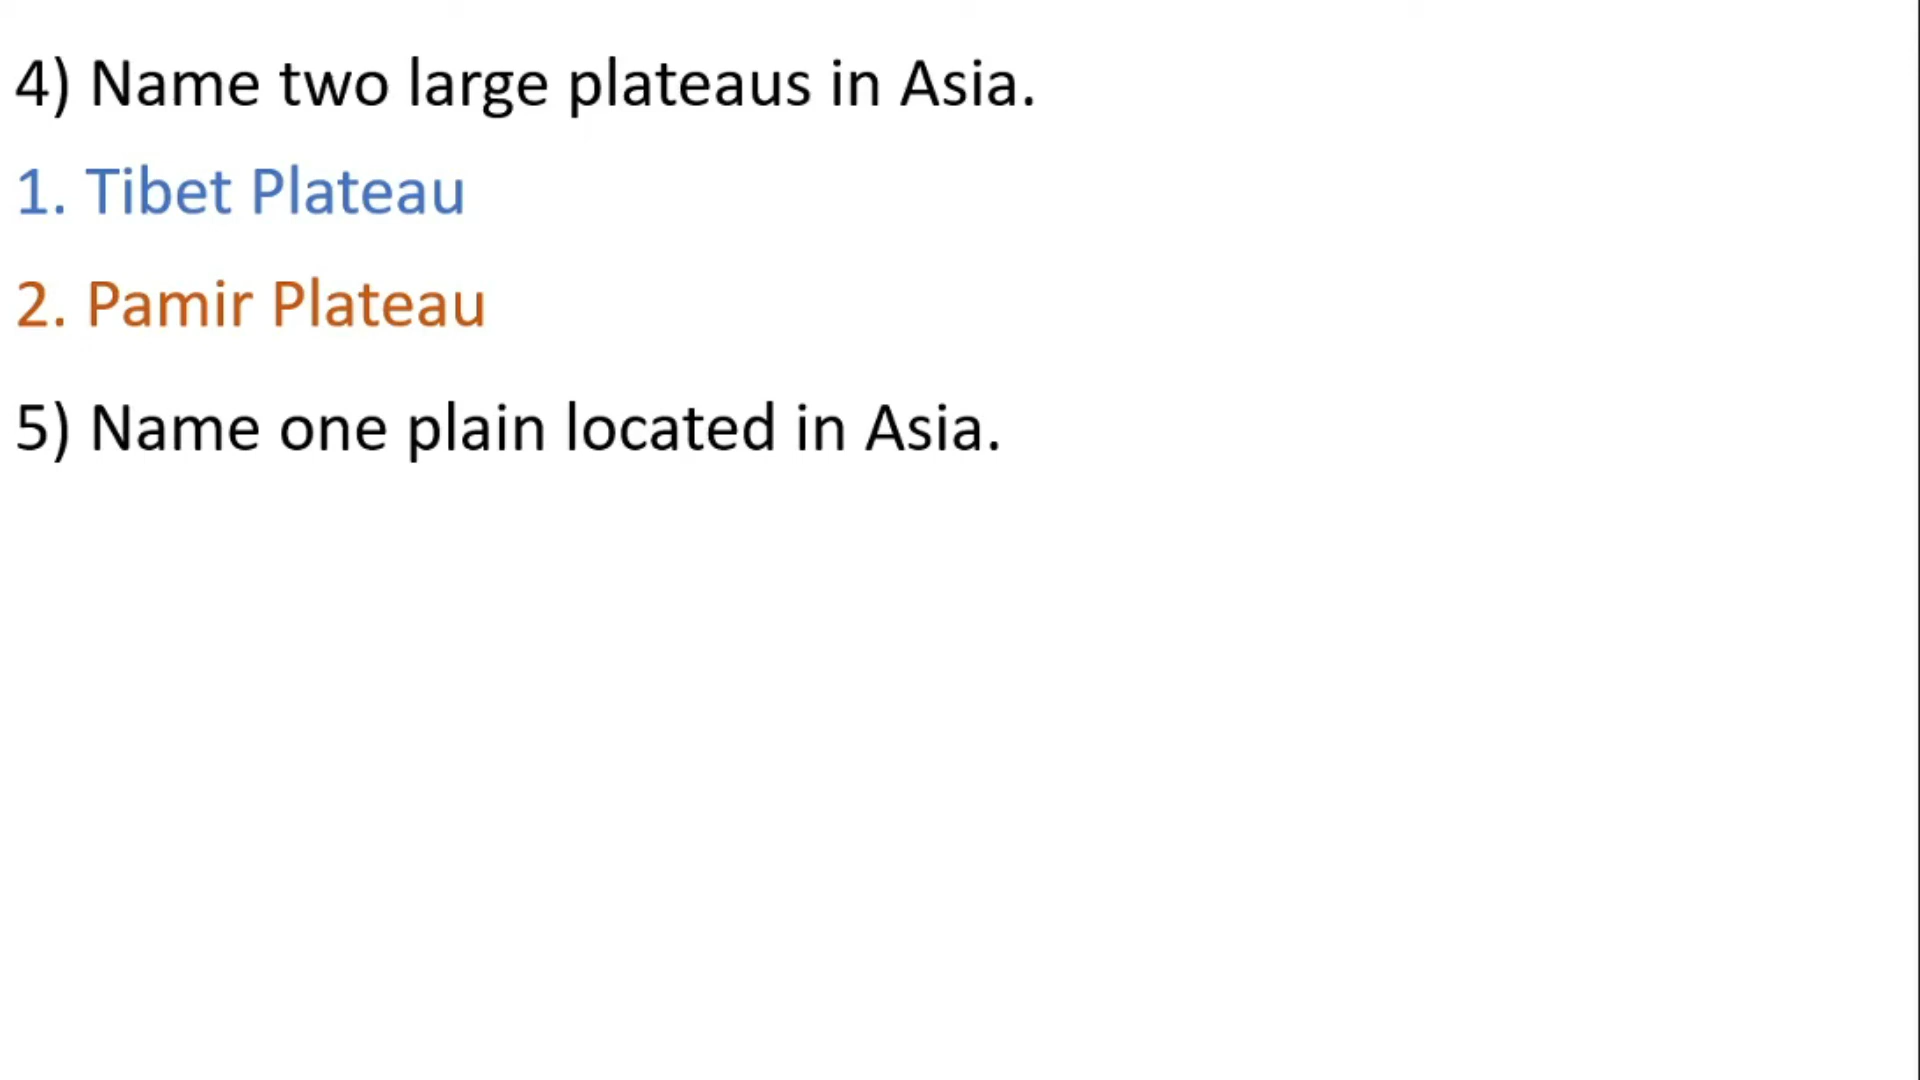 4) Name two large plateaus in Asia.
1. Tibet Plateau
2. Pamir Plateau
5) Name one plain located in Asia.